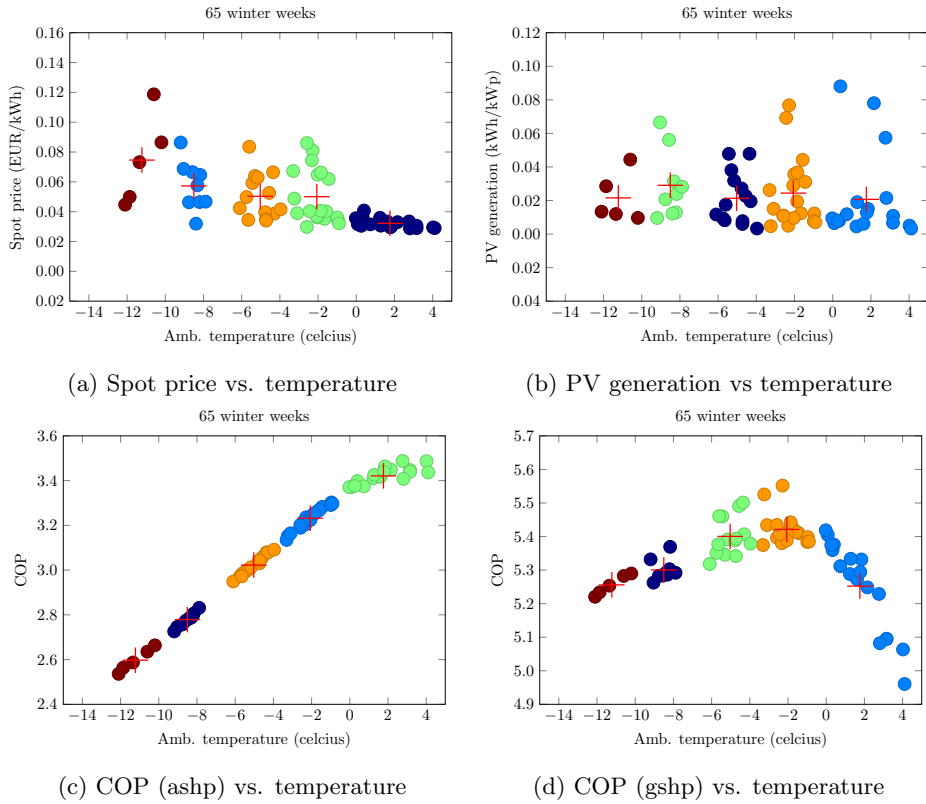 65 winter weeks
0.16
0.14
0.12
0.10
0.08
0.06
0.04
0.02
0.00
0.02
Spot price (EUR/kWh)
−14 −12 −10 −8 −6 −4 −2 0 2 4
Amb. temperature (celcius)
(a) Spot price vs. temperature
65 winter weeks
0.12
0.10
0.08
0.06
0.04
0.02
0.00
0.02
0.04
PV generation (kWh/kWp)
−14 −12 −10 −8 −6 −4 −2 0 2 4
Amb. temperature (celcius)
(b) PV generation vs temperature
65 winter weeks
3.6
3.4
3.2
3.0
2.8
2.6
2.4
COP
−14 −12 −10 −8 −6 −4 −2 0 2 4
Amb. temperature (celcius)
(c) COP (ashp) vs. temperature
65 winter weeks
5.7
5.6
5.5
5.4
5.3
5.2
5.1
5.0
4.9
COP
−14 −12 −10 −8 −6 −4 −2 0 2 4
Amb. temperature (celcius)
(d) COP (gshp) vs. temperature